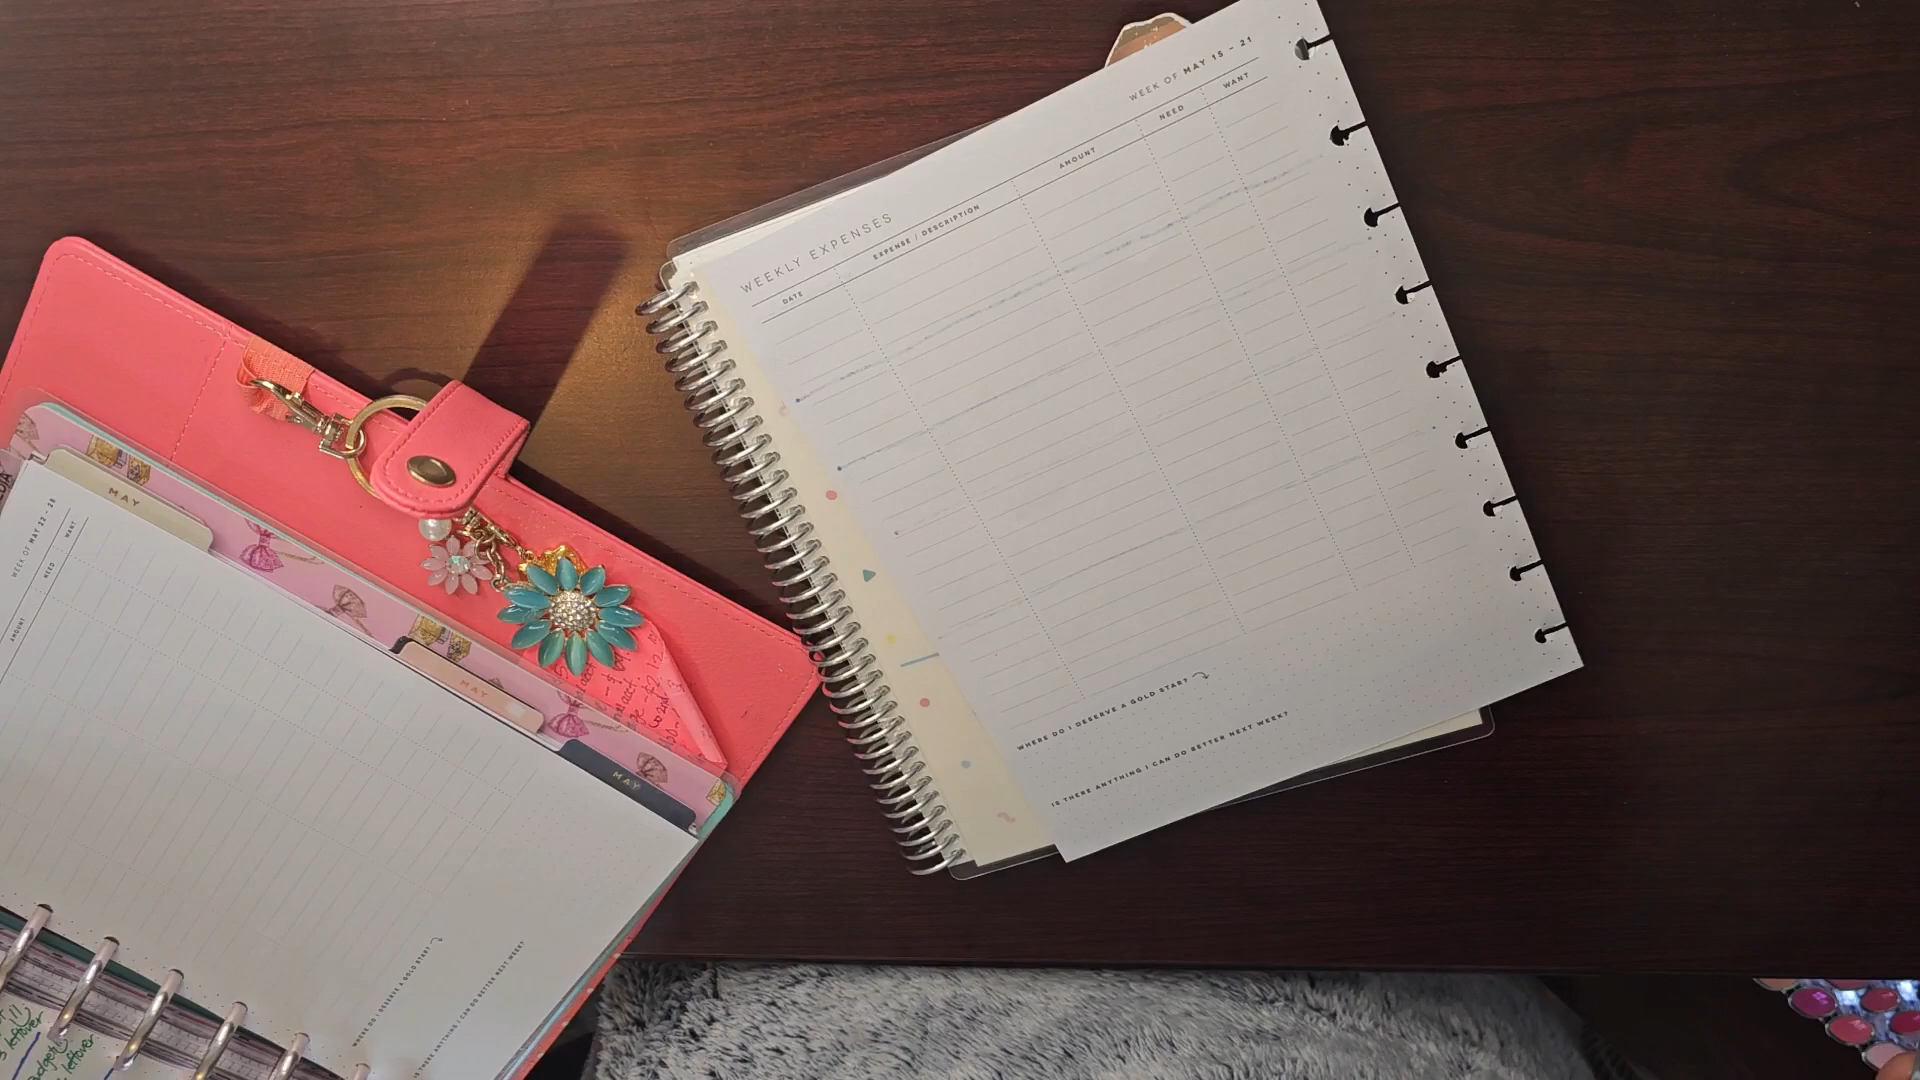 WEEKLY EXPENSES
WEEK OF MAY 15 - 21
DATE
EXPENSE / DESCRIPTION
AMOUNT
NEED
WANT
WHERE DO I DESERVE A GOLD STAR?
IS THERE ANYTHING I CAN DO BETTER NEXT WEEK?
MAY
MAY
MAY
WEEK OF MAY 22 - 28
AMOUNT
NEED
WANT
WHERE DO I DESERVE A GOLD STAR?
IS THERE ANYTHING I CAN DO BETTER NEXT WEEK?
leftover
leftover